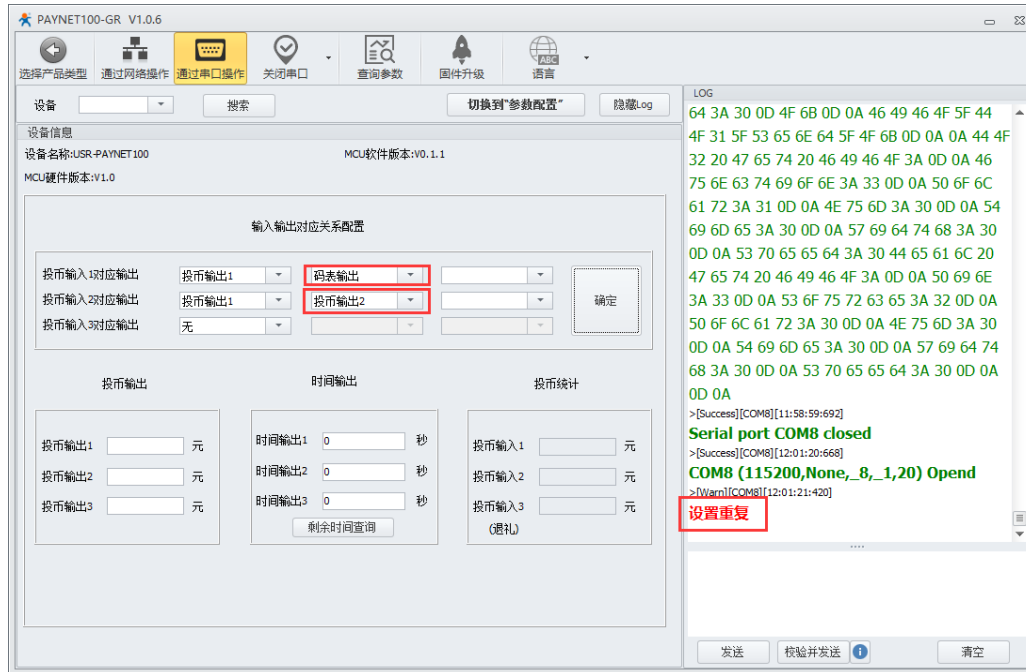 PAYNET100-GR V1.0.6
选择产品类型 通过网络操作 通过串口操作 关闭串口 查询参数 固件升级 ABC 语言
设备 搜索 切换到"参数配置" 隐藏Log
设备信息
设备名称:USR-PAYNET100 MCU软件版本:V0.1.1
MCU硬件版本:V1.0
输入输出对应关系配置
投币输入1对应输出 投币输出1 码表输出
投币输入2对应输出 投币输出1 投币输出2 确定
投币输入3对应输出 无
投币输出 时间输出 投币统计
投币输出1 元 时间输出1 0 秒 投币输入1 元
投币输出2 元 时间输出2 0 秒 投币输入2 元
投币输出3 元 时间输出3 0 秒 投币输入3 元
剩余时间查询 (退礼)
LOG
64 3A 30 0D 4F 6B 0D 0A 46 49 46 4F 5F 44
4F 31 5F 53 65 6E 64 5F 4F 6B 0D 0A 0A 44 4F
32 20 47 65 74 20 46 49 46 4F 3A 0D 0A 46
75 6E 63 74 69 6F 6E 3A 33 0D 0A 50 6F 6C
61 72 3A 31 0D 0A 4E 75 6D 3A 30 0D 0A 54
69 6D 65 3A 30 0D 0A 57 69 64 74 68 3A 30
0D 0A 53 70 65 65 64 3A 30 44 65 61 6C 20
47 65 74 20 46 49 46 4F 3A 0D 0A 50 69 6E
3A 33 0D 0A 53 6F 75 72 63 65 3A 32 0D 0A
50 6F 6C 61 72 3A 30 0D 0A 4E 75 6D 3A 30
0D 0A 54 69 6D 65 3A 30 0D 0A 57 69 64 74
68 3A 30 0D 0A 53 70 65 65 64 3A 30 0D 0A
0D 0A
>[Success][COM8][11:58:59:692]
Serial port COM8 closed
>[Success][COM8][12:01:20:668]
COM8 (115200,None,_8,_1,20) Opend
>[Warn][COM8][12:01:21:420]
设置重复
发送 校验并发送 清空